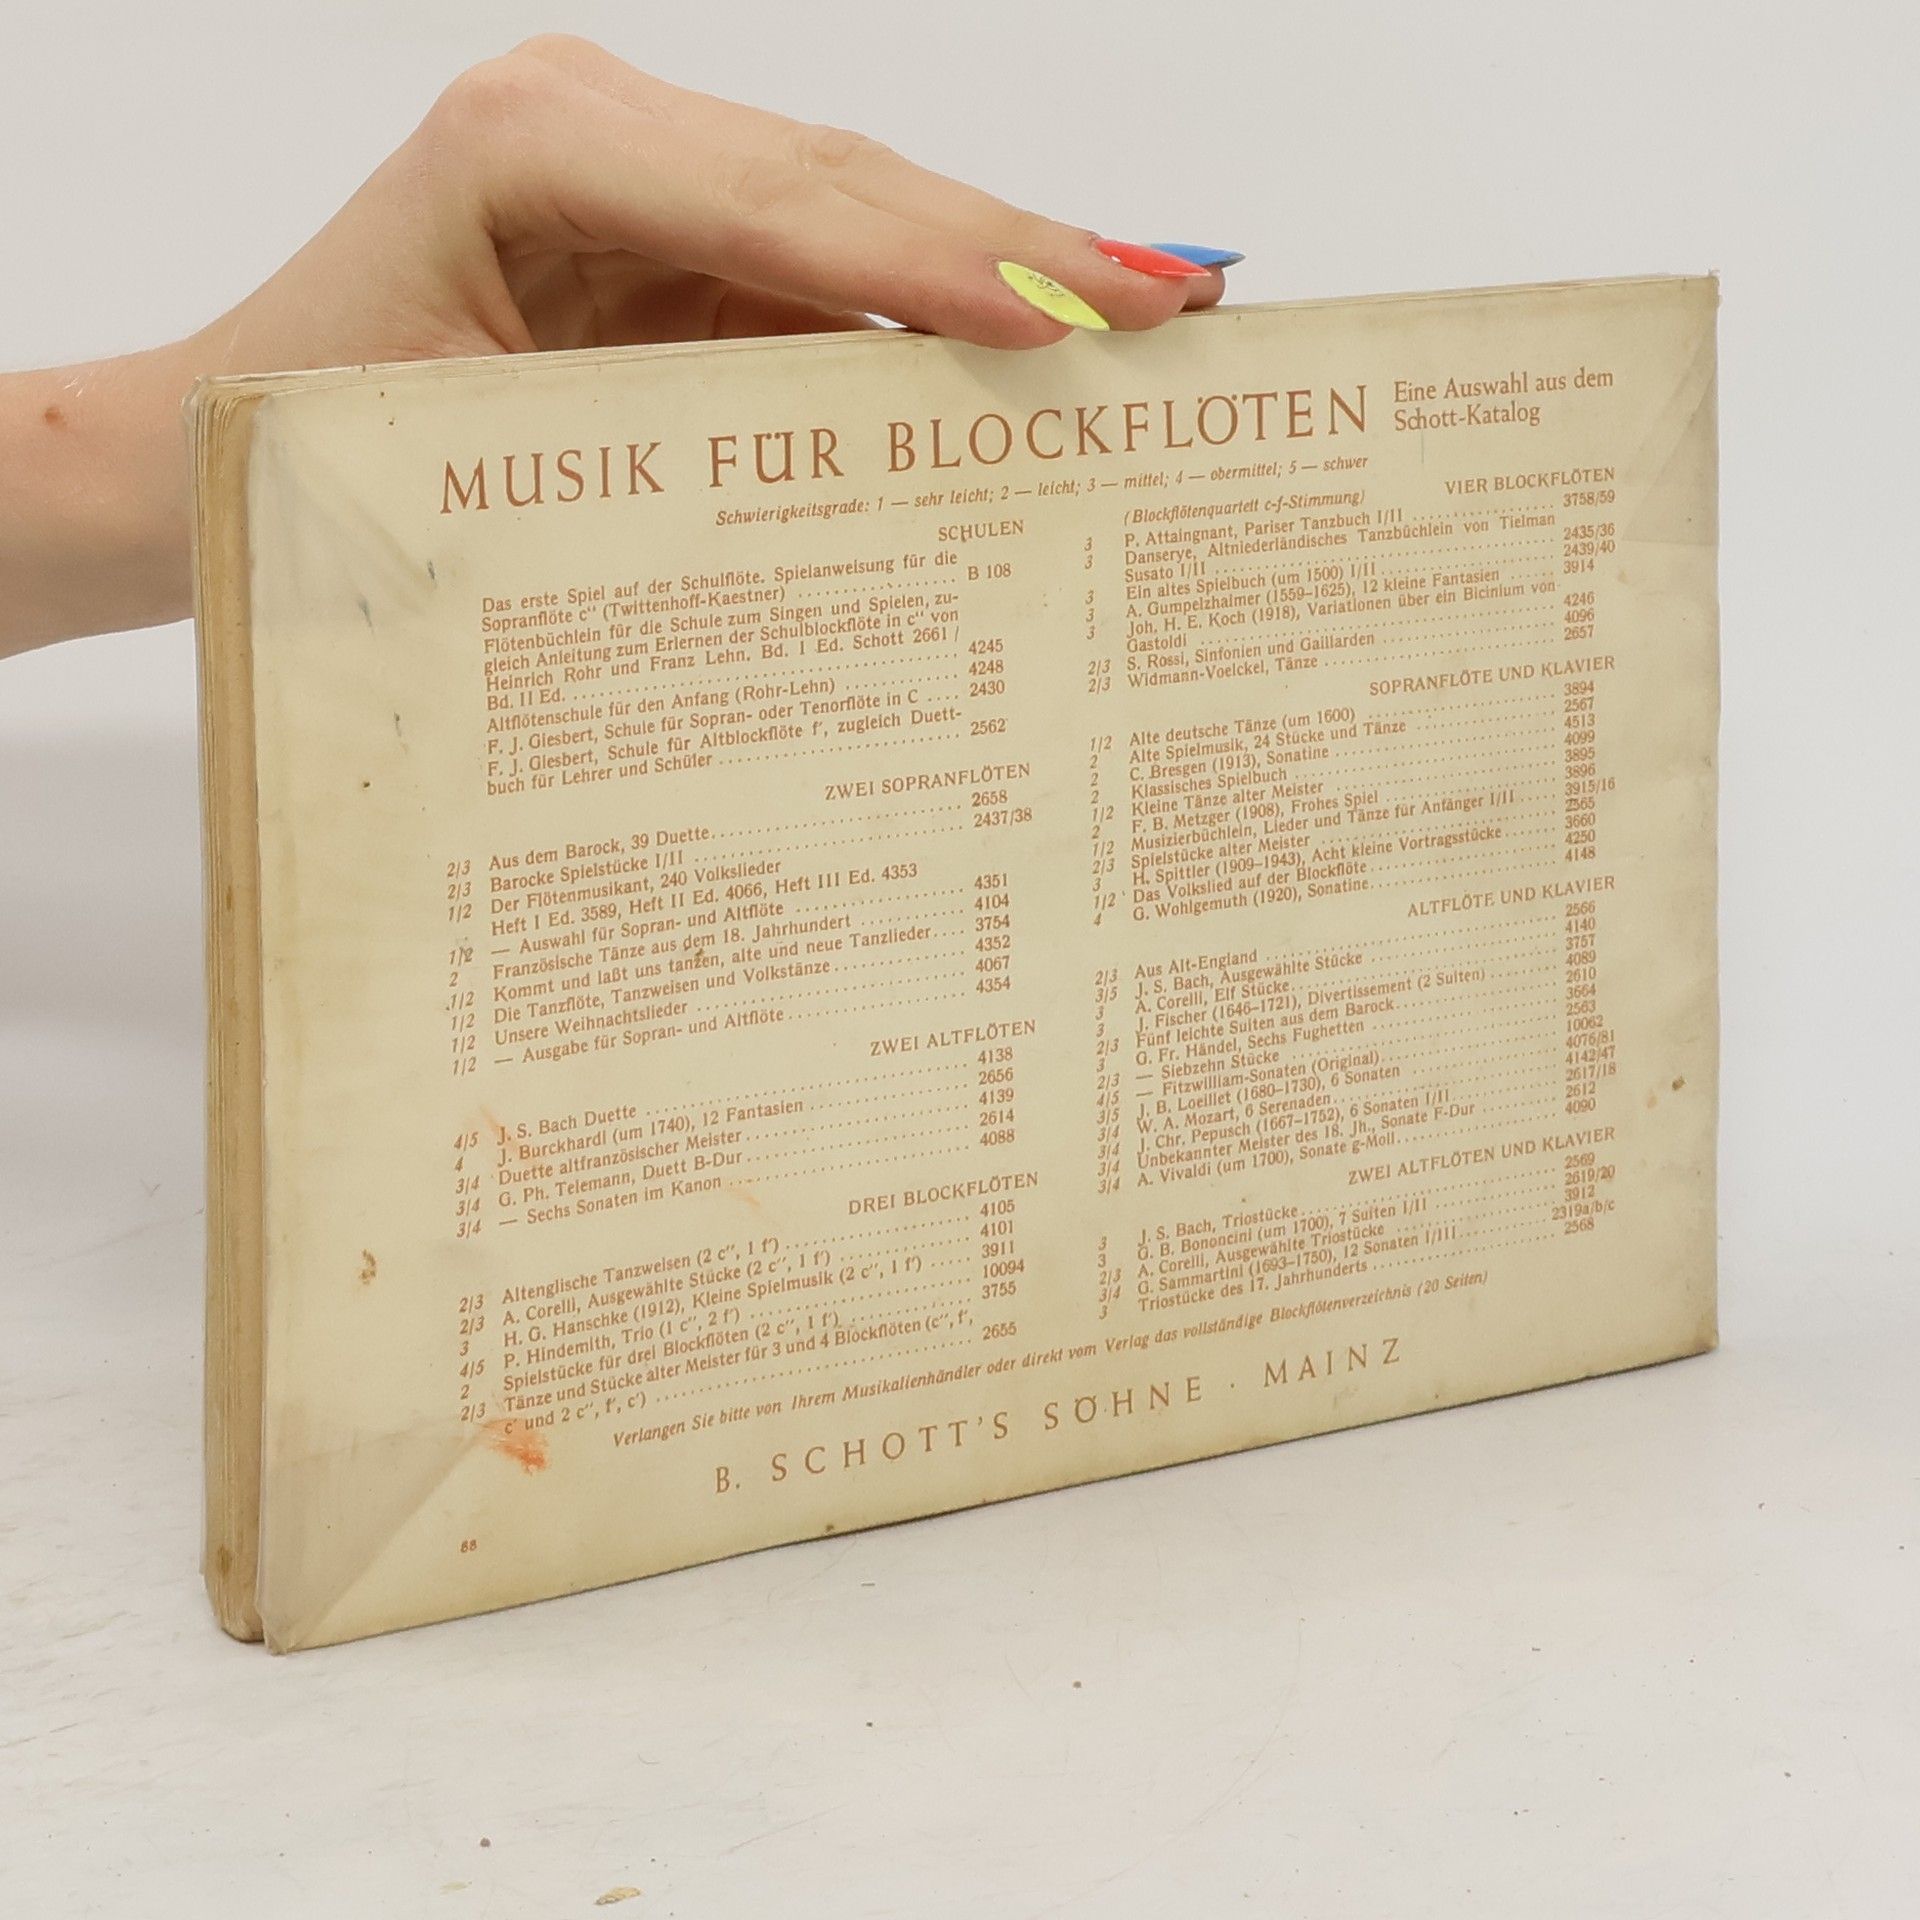 MUSIK FÜR BLOCKFLÖTEN
Eine Auswahl aus dem
Schott-Katalog
Schwierigkeitsgrade: 1 — sehr leicht; 2 — leicht; 3 — mittel; 4 — obermittel; 5 — schwer
SCHULEN
Das erste Spiel auf der Schulflöte. Spielanweisung für die
Sopranflöte c“ (Twittenhoff-Kaestner) .......... B 108
Flötenbüchlein für die Schule zum Singen und Spielen, zu-
gleich Anleitung zum Erlernen der Schulblockflöte in c“ von
Heinrich Rohr und Franz Lehn. Bd. I Ed. Schott 2661 /
Bd. II Ed. .......... 4245
Altflötenschule für den Anfang (Rohr-Lehn) .......... 4248
F. J. Giesbert, Schule für Sopran- oder Tenorflöte in C .... 2430
F. J. Giesbert, Schule für Altblockflöte f′, zugleich Duett-
buch für Lehrer und Schüler .......... 2562
ZWEI SOPRANFLÖTEN
2/3 Aus dem Barock, 39 Duette .......... 2658
2/3 Barocke Spielstücke I/II .......... 2437/38
1/2 Der Flötenmusikant, 240 Volkslieder
Heft I Ed. 3589, Heft II Ed. 4066, Heft III Ed. 4353
1/2 — Auswahl für Sopran- und Altflöte .......... 4351
2 Französische Tänze aus dem 18. Jahrhundert .......... 4104
1/2 Kommt und laßt uns tanzen, alte und neue Tanzlieder .... 3754
1/2 Die Tanzflöte, Tanzweisen und Volkstänze .......... 4352
1/2 Unsere Weihnachtslieder .......... 4067
1/2 — Ausgabe für Sopran- und Altflöte .......... 4354
ZWEI ALTFLÖTEN
4/5 J. S. Bach Duette .......... 4138
4 J. Burckhardl (um 1740), 12 Fantasien .......... 2656
3/4 Duette altfranzösischer Meister .......... 4139
3/4 G. Ph. Telemann, Duett B-Dur .......... 2614
3/4 — Sechs Sonaten im Kanon .......... 4088
DREI BLOCKFLÖTEN
2/3 Altenglische Tanzweisen (2 c″, 1 f′) .......... 4105
2/3 A. Corelli, Ausgewählte Stücke (2 c″, 1 f′) .......... 4101
3 H. G. Hanschke (1912), Kleine Spielmusik (2 c″, 1 f′) ..... 3911
4/5 P. Hindemith, Trio (1 c″, 2 f′) .......... 10094
2 Spielstücke für drei Blockflöten (2 c″, 1 f′) .......... 3755
2/3 Tänze und Stücke alter Meister für 3 und 4 Blockflöten (c″, f′,
c′ und 2 c″, f′, c′) .......... 2655
VIER BLOCKFLÖTEN
(Blockflötenquartett c-f-Stimmung)
3 P. Attaingnant, Pariser Tanzbuch I/II .......... 3758/59
3 Danserye, Altniederländisches Tanzbüchlein von Tielman
Susato I/II .......... 2435/36
3 Ein altes Spielbuch (um 1500) I/II .......... 2439/40
3 A. Gumpelzhaimer (1559–1625), 12 kleine Fantasien ...... 3914
3 Joh. H. E. Koch (1918), Variationen über ein Bicinium von
Gastoldi .......... 4246
2/3 S. Rossi, Sinfonien und Gaillarden .......... 4096
2/3 Widmann-Voelckel, Tänze .......... 2657
SOPRANFLÖTE UND KLAVIER
1/2 Alte deutsche Tänze (um 1600) .......... 3894
2 Alte Spielmusik, 24 Stücke und Tänze .......... 2567
2 C. Bresgen (1913), Sonatine .......... 4513
2 Klassisches Spielbuch .......... 4099
1/2 Kleine Tänze alter Meister .......... 3895
2 F. B. Metzger (1908), Frohes Spiel .......... 3896
1/2 Musizierbüchlein, Lieder und Tänze für Anfänger I/II ..... 3915/16
2/3 Spielstücke alter Meister .......... 2565
3 H. Spittler (1909–1943), Acht kleine Vortragsstücke ....... 3660
1/2 Das Volkslied auf der Blockflöte .......... 4250
4 G. Wohlgemuth (1920), Sonatine .......... 4148
ALTFLÖTE UND KLAVIER
2/3 Aus Alt-England .......... 2566
3/5 J. S. Bach, Ausgewählte Stücke .......... 4140
3 A. Corelli, Elf Stücke .......... 3757
3 J. Fischer (1646–1721), Divertissement (2 Suiten) .......... 4089
2/3 Fünf leichte Suiten aus dem Barock .......... 2610
3 G. Fr. Händel, Sechs Fughetten .......... 3664
2/3 — Siebzehn Stücke .......... 2563
4/5 — Fitzwilliam-Sonaten (Original) .......... 10062
3/5 J. B. Loeillet (1680–1730), 6 Sonaten .......... 4076/81
3/4 W. A. Mozart, 6 Serenaden .......... 4142/47
3/4 J. Chr. Pepusch (1667–1752), 6 Sonaten I/II .......... 2617/18
3/4 Unbekannter Meister des 18. Jh., Sonate F-Dur .......... 2612
3/4 A. Vivaldi (um 1700), Sonate g-Moll .......... 4090
ZWEI ALTFLÖTEN UND KLAVIER
3 J. S. Bach, Triostücke .......... 2569
3 G. B. Bononcini (um 1700), 7 Suiten I/II .......... 2619/20
2/3 A. Corelli, Ausgewählte Triostücke .......... 3912
3/4 G. Sammartini (1693–1750), 12 Sonaten I/III .......... 2319a/b/c
3 Triostücke des 17. Jahrhunderts .......... 2568
Verlangen Sie bitte von Ihrem Musikalienhändler oder direkt vom Verlag das vollständige Blockflötenverzeichnis (20 Seiten)
B. SCHOTT'S SÖHNE · MAINZ
88